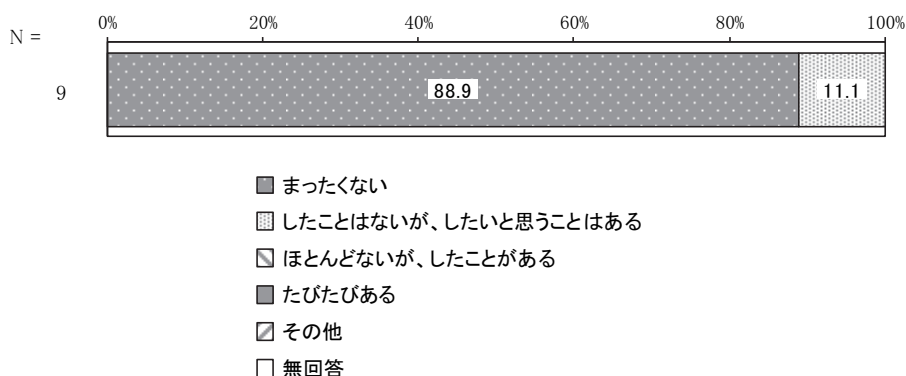 0% 20% 40% 60% 80% 100%
N =
9 88.9 11.1
まったくない
したことはないが、したいと思うことはある
ほとんどないが、したことがある
たびたびある
その他
無回答